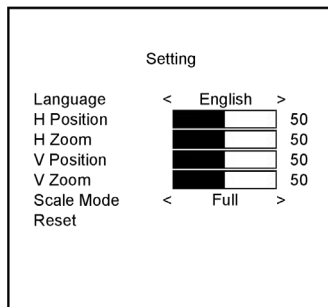 Setting
Language < English >
H Position 50
H Zoom 50
V Position 50
V Zoom 50
Scale Mode < Full >
Reset